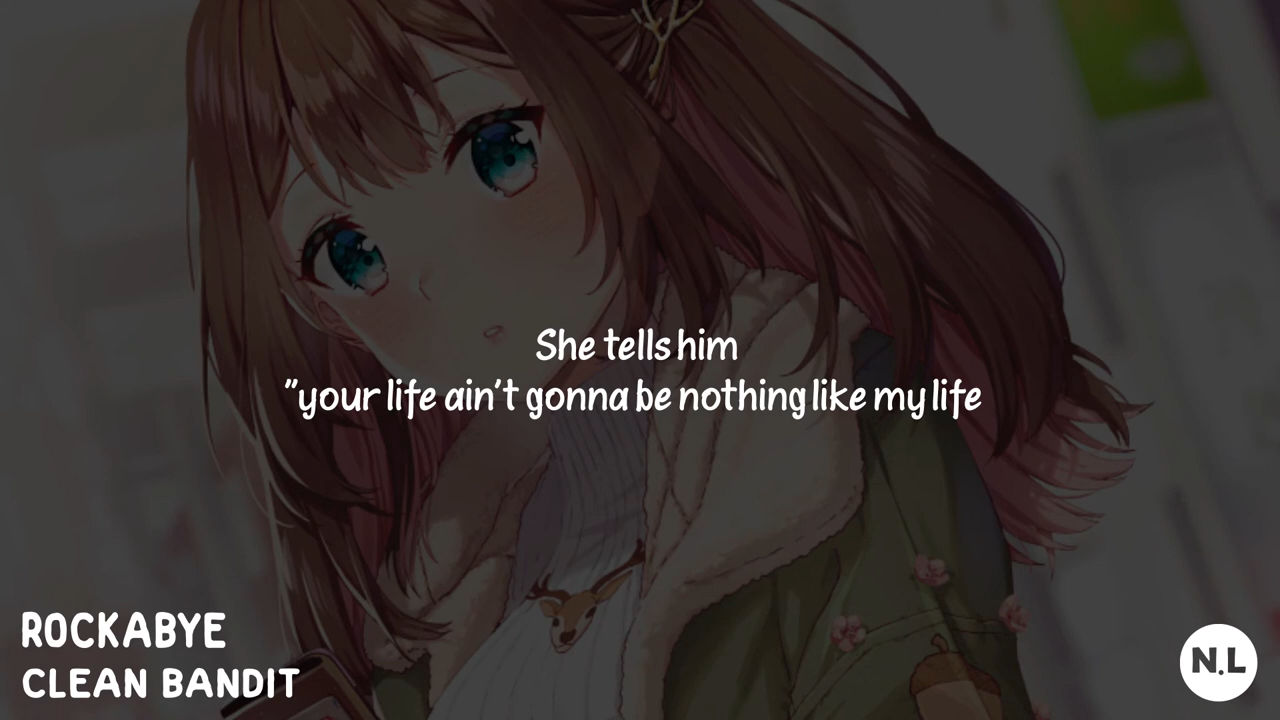 She tells him
"your life ain't gonna be nothing like my life
ROCKABYE
CLEAN BANDIT
N.L